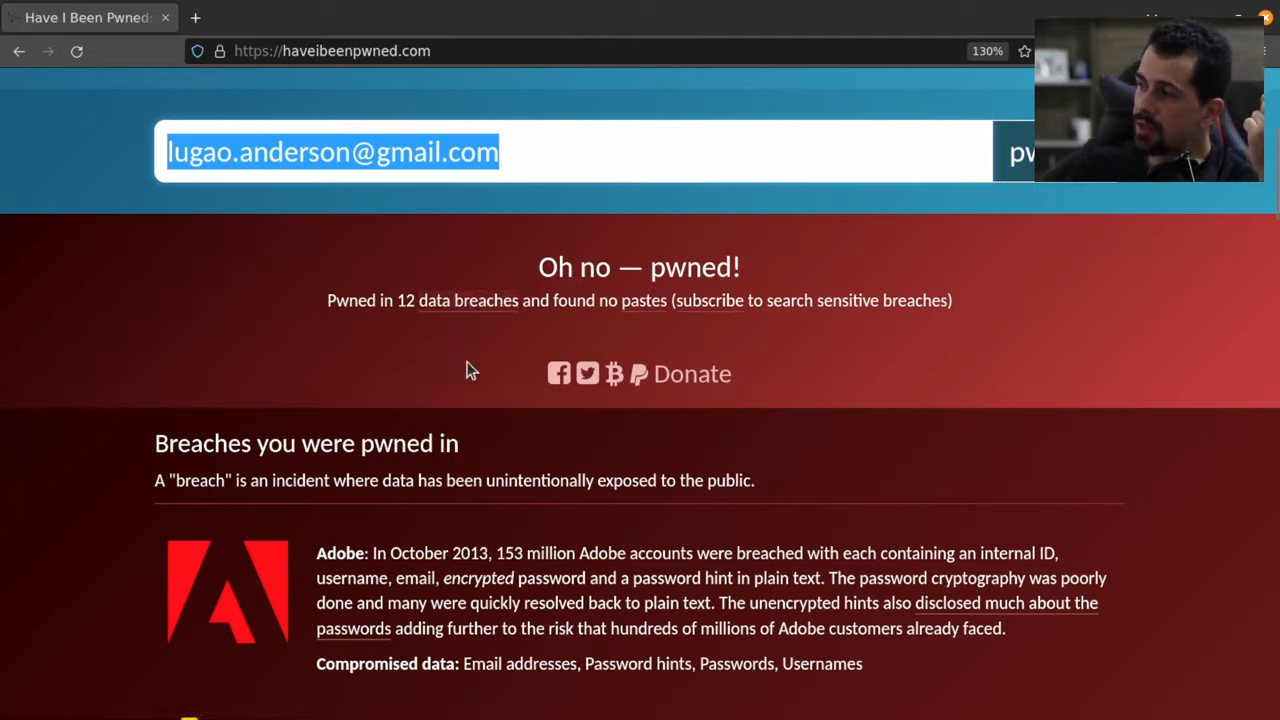 Have I Been Pwned:
https://haveibeenpwned.com
130%
lugao.anderson@gmail.com
Oh no — pwned!
Pwned in 12 data breaches and found no pastes (subscribe to search sensitive breaches)
Donate
Breaches you were pwned in
A "breach" is an incident where data has been unintentionally exposed to the public.
Adobe: In October 2013, 153 million Adobe accounts were breached with each containing an internal ID,
username, email, encrypted password and a password hint in plain text. The password cryptography was poorly
done and many were quickly resolved back to plain text. The unencrypted hints also disclosed much about the
passwords adding further to the risk that hundreds of millions of Adobe customers already faced.
Compromised data: Email addresses, Password hints, Passwords, Usernames